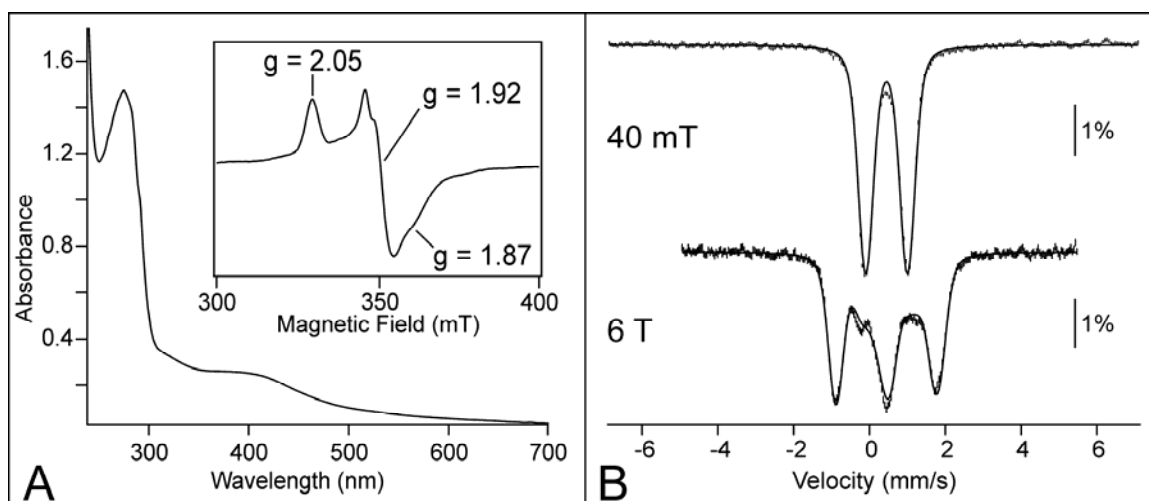 1.6
1.2
0.8
0.4
Absorbance
300
400
500
600
700
Wavelength (nm)
A
g = 2.05
g = 1.92
g = 1.87
300
350
400
Magnetic Field (mT)
40 mT
1%
6 T
1%
-6
-4
-2
0
2
4
6
Velocity (mm/s)
B